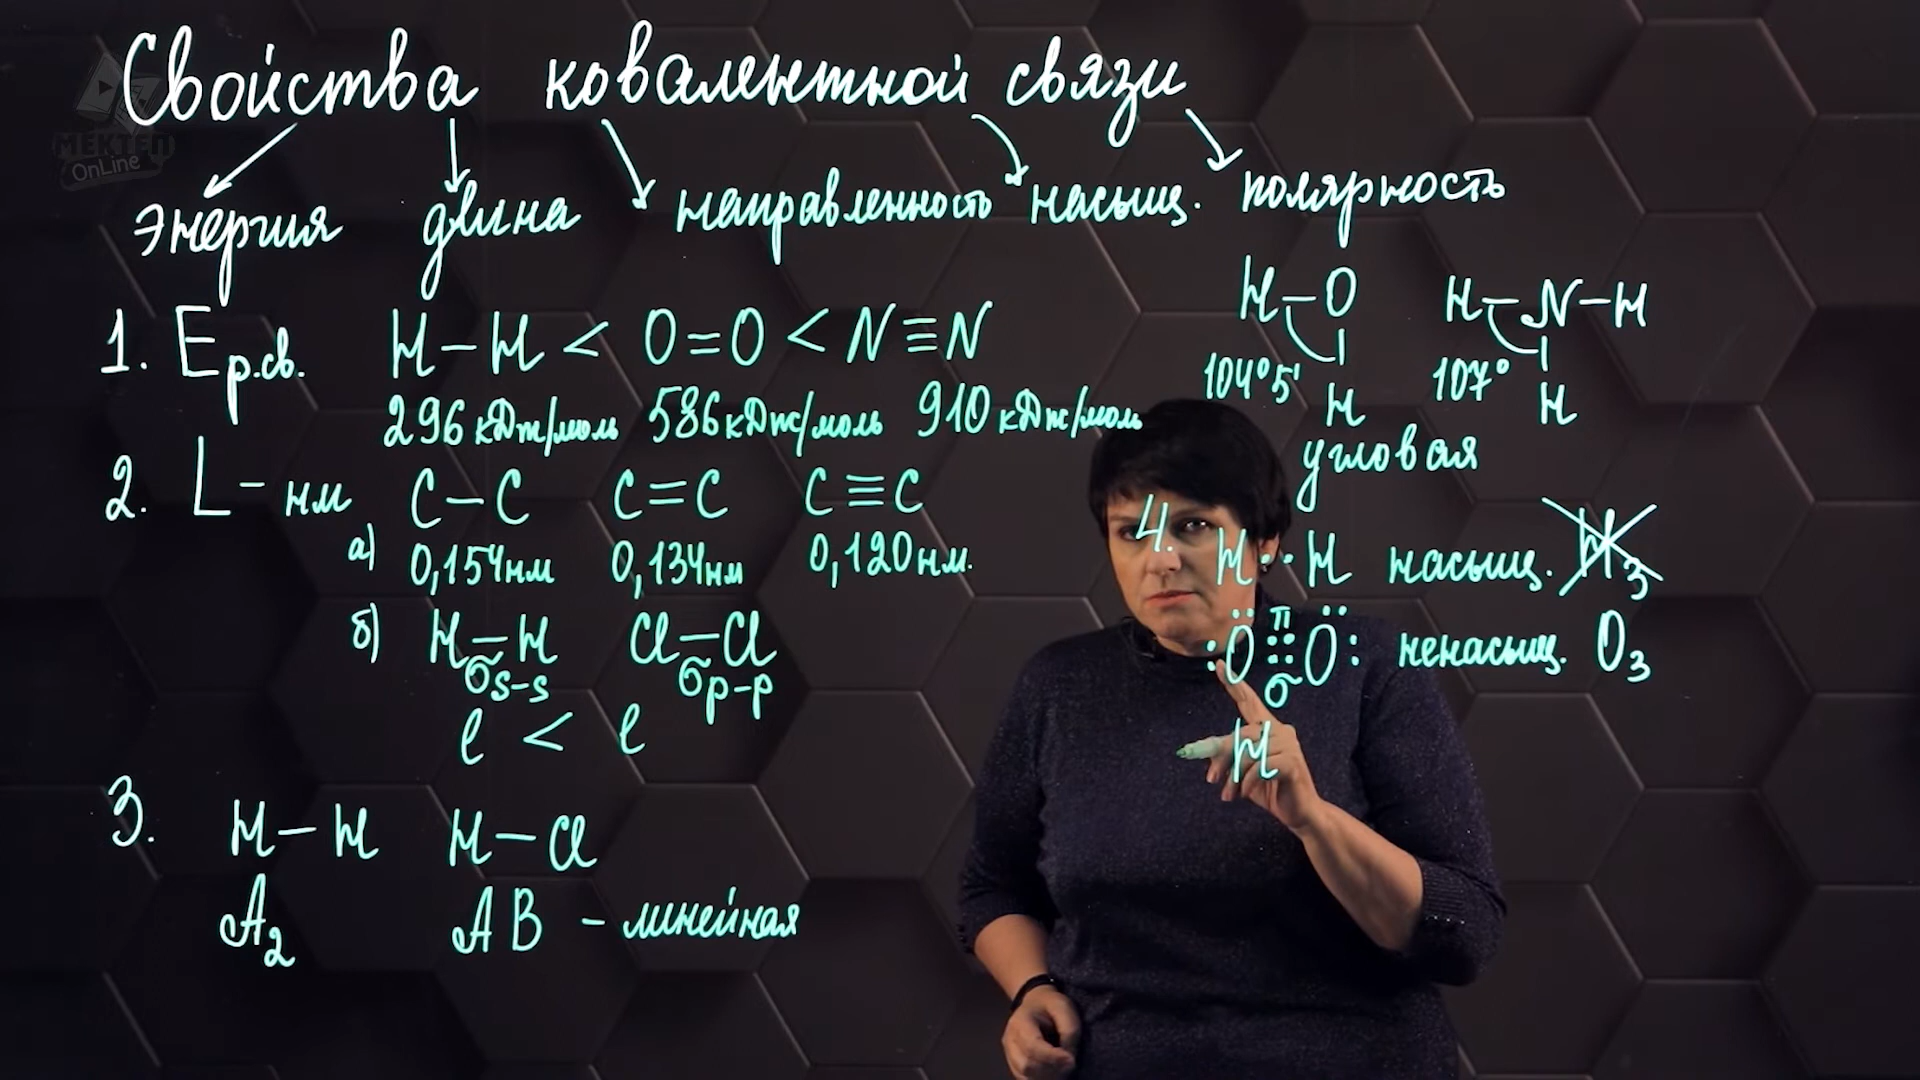 Свойства ковалентной связи
МЕКТЕП
OnLine
энергия длина направленность насыщ. полярность
1. Eр.св. H–H < O=O < N≡N
296 кДж/моль 586 кДж/моль 910 кДж/моль
2. L – нм C–C C=C C≡C
а) 0,154нм 0,134нм 0,120нм.
б) H–H Cl–Cl
σs-s σp-p
l < l
3. H–H H–Cl
A2 AB – линейная
H–O H–N–H
104°5' 107°
H H
угловая
4. H··H насыщ. H3
π
:O::O: ненасыщ. O3
σ
H